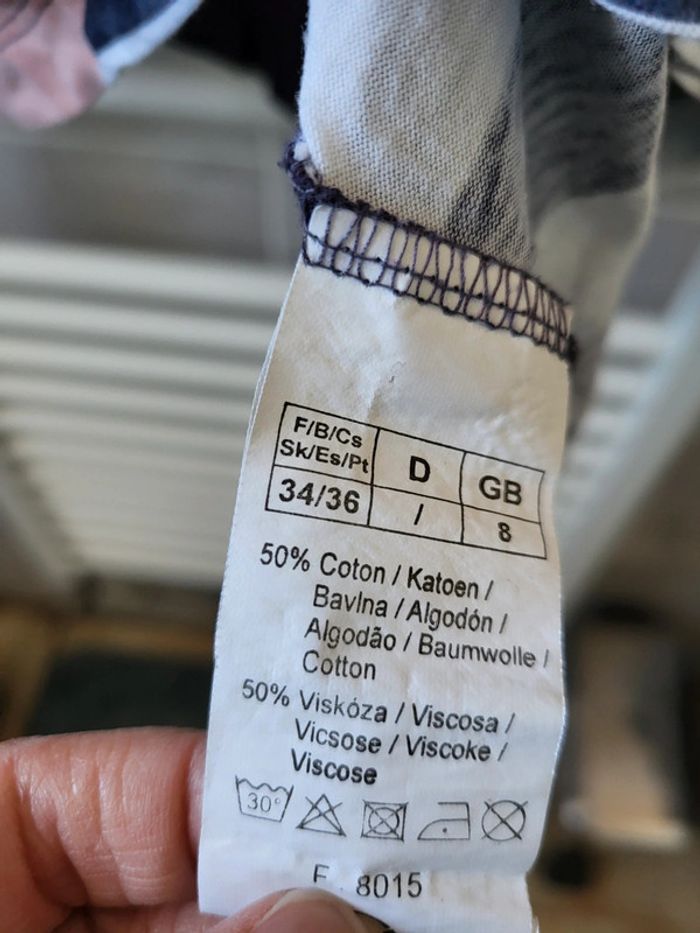 F/B/Cs
Sk/Es/Pt
D
GB
34/36
/
8
50% Coton / Katoen /
Bavlna / Algodón /
Algodão / Baumwolle /
Cotton
50% Viskóza / Viscosa /
Vicsose / Viscoke /
Viscose
30°
8015